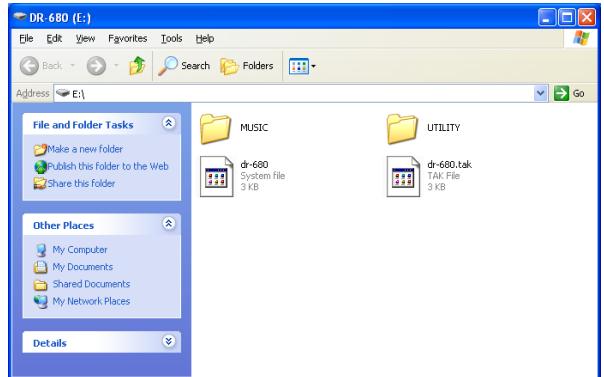 DR-680 (E:)
File Edit View Favorites Tools Help
Back Search Folders
Address E:\ Go
File and Folder Tasks
Make a new folder
Publish this folder to the Web
Share this folder
Other Places
My Computer
My Documents
Shared Documents
My Network Places
Details
MUSIC
UTILITY
dr-680
System file
3 KB
dr-680.tak
TAK File
3 KB